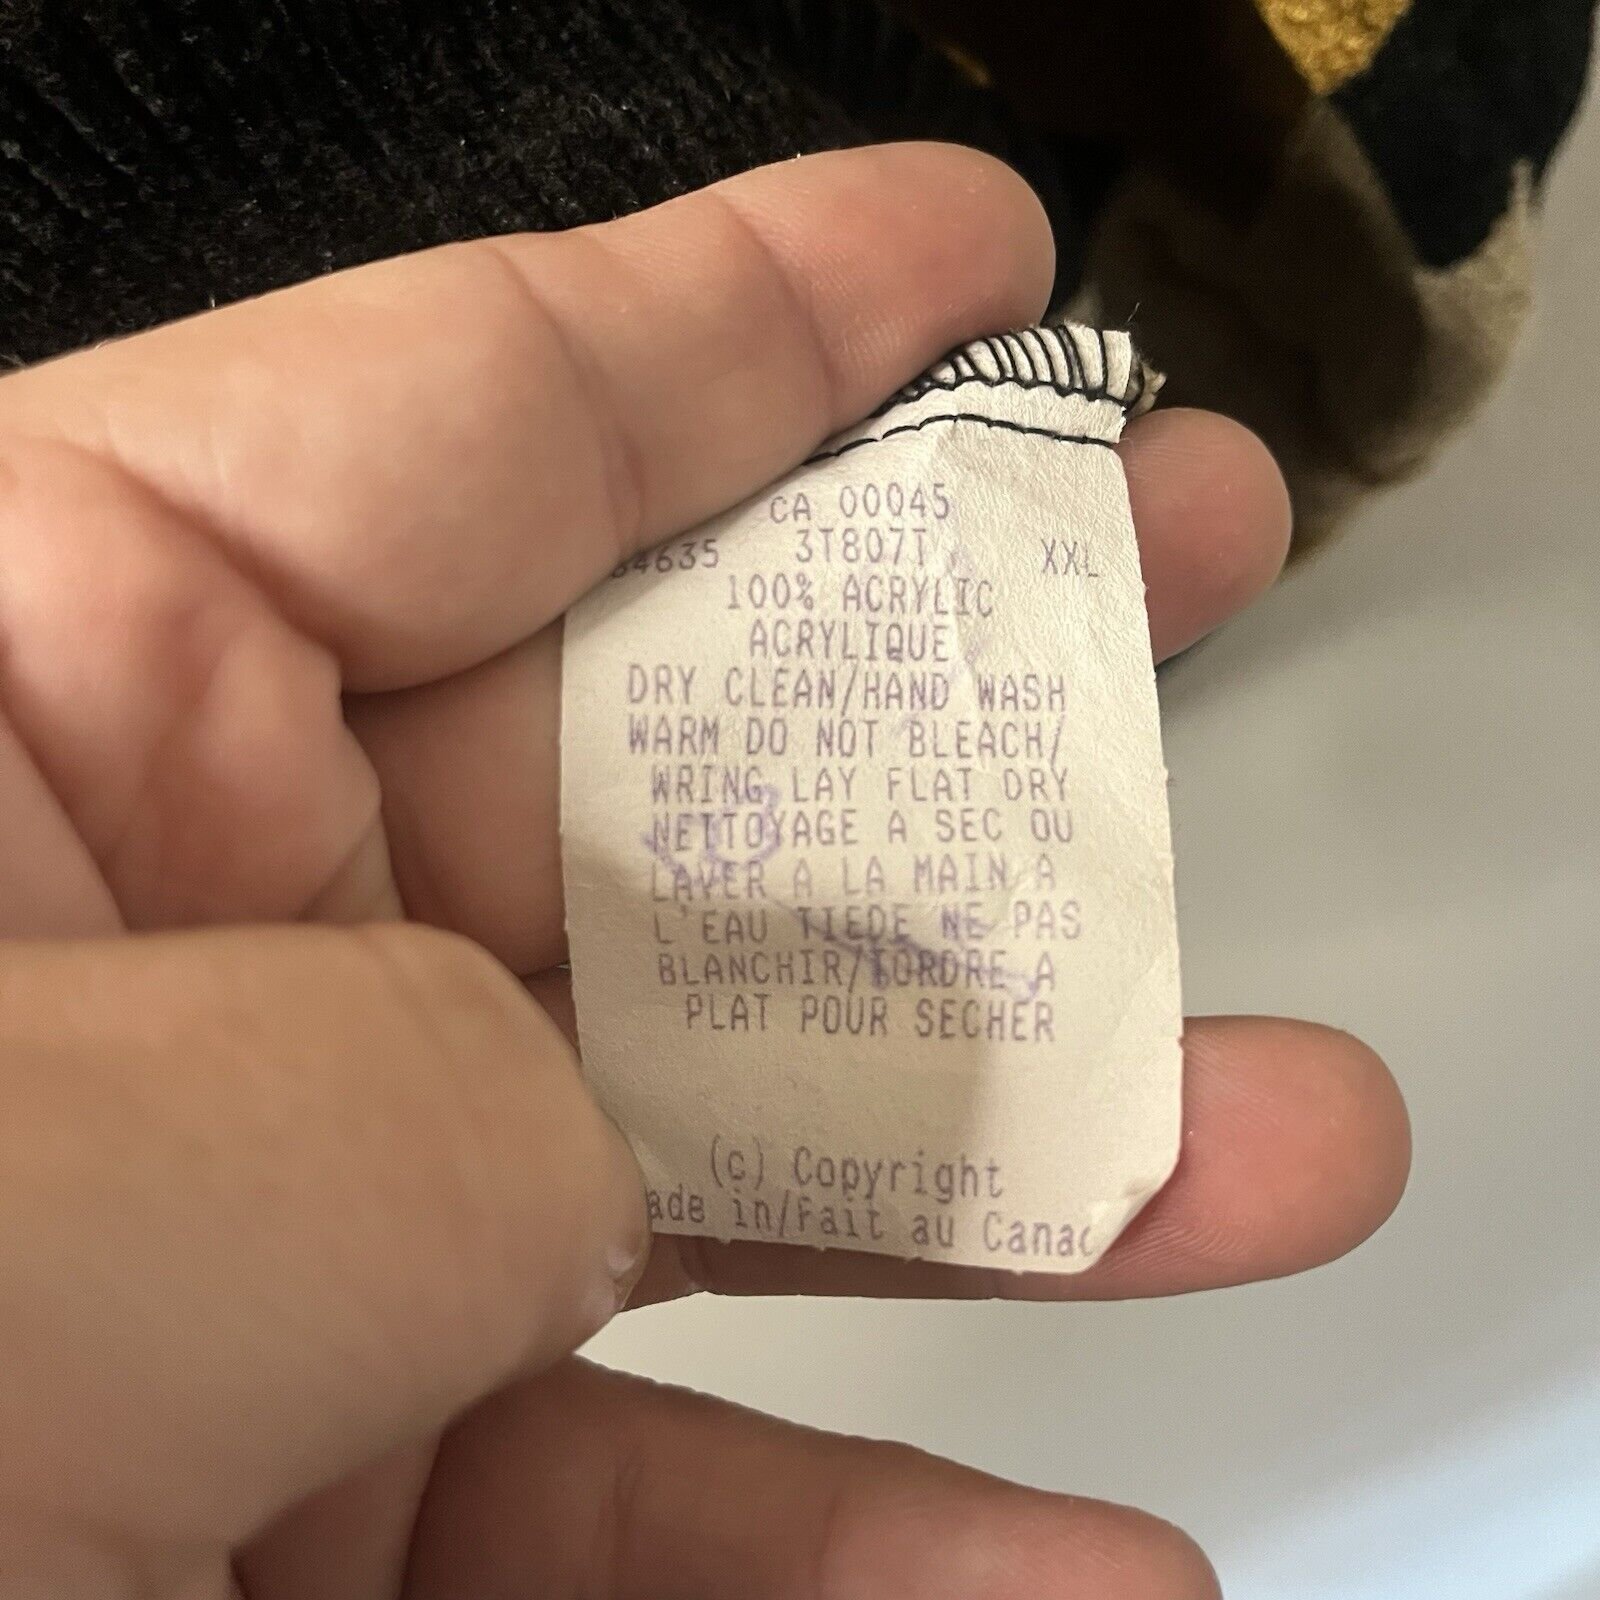 CA 00045
4635 3T807T XXL
100% ACRYLIC
ACRYLIQUE
DRY CLEAN/HAND WASH
WARM DO NOT BLEACH/
WRING LAY FLAT DRY
NETTOYAGE A SEC OU
LAVER A LA MAIN A
L'EAU TIEDE NE PAS
BLANCHIR/TORDRE A
PLAT POUR SECHER
(c) Copyright
ade in/Fait au Canad